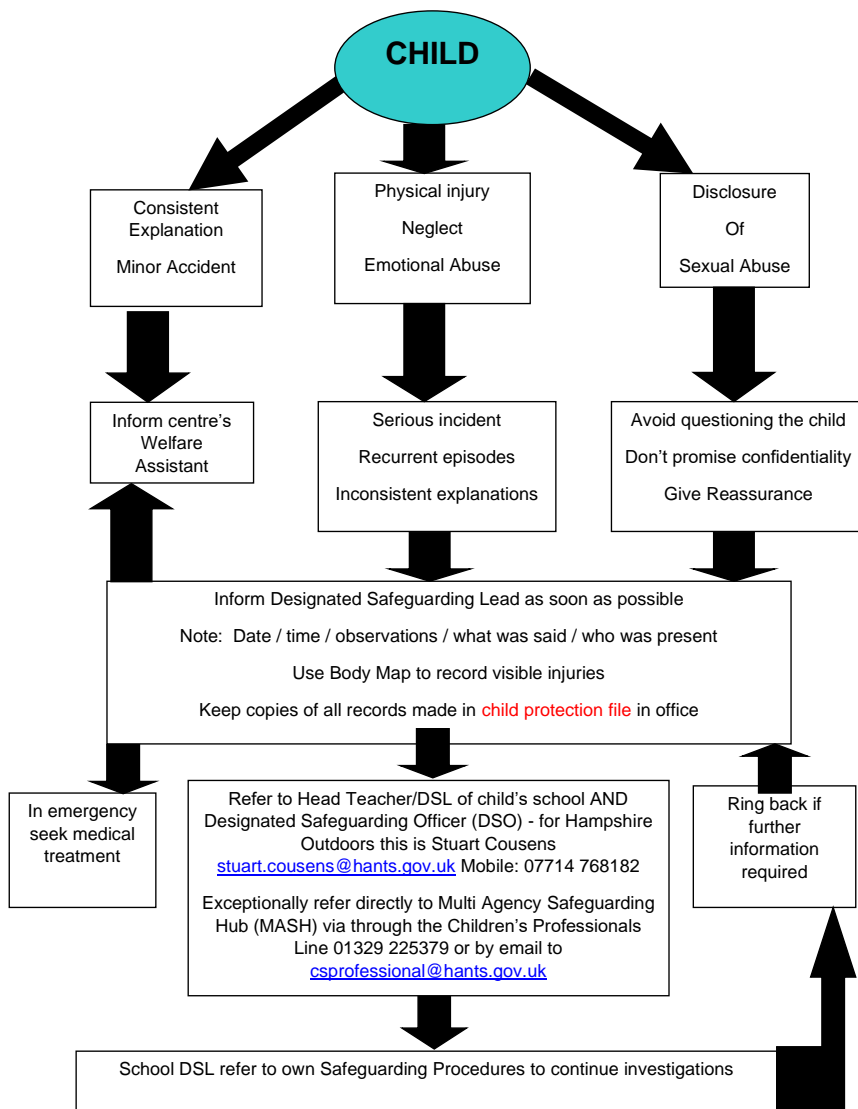 CHILD
Consistent
Explanation
Minor Accident
Physical injury
Neglect
Emotional Abuse
Disclosure
Of
Sexual Abuse
Inform centre's
Welfare
Assistant
Serious incident
Recurrent episodes
Inconsistent explanations
Avoid questioning the child
Don't promise confidentiality
Give Reassurance
Inform Designated Safeguarding Lead as soon as possible
Note: Date / time / observations / what was said / who was present
Use Body Map to record visible injuries
Keep copies of all records made in child protection file in office
In emergency
seek medical
treatment
Refer to Head Teacher/DSL of child's school AND
Designated Safeguarding Officer (DSO) - for Hampshire
Outdoors this is Stuart Cousens
stuart.cousens@hants.gov.uk Mobile: 07714 768182
Exceptionally refer directly to Multi Agency Safeguarding
Hub (MASH) via through the Children's Professionals
Line 01329 225379 or by email to
csprofessional@hants.gov.uk
Ring back if
further
information
required
School DSL refer to own Safeguarding Procedures to continue investigations